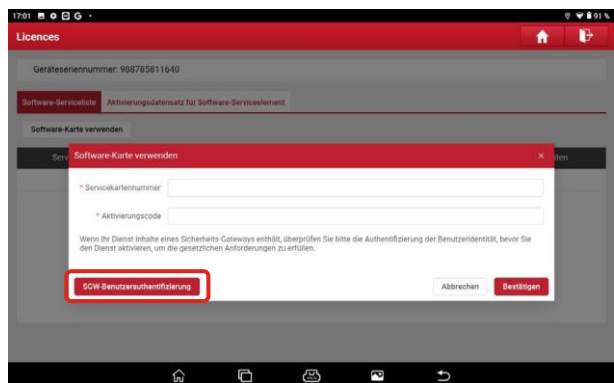 17:01 G · 91 %
Licences
Geräteseriennummer: 988785811640
Software-Serviceliste Aktivierungsdatensatz für Software-Serviceelement
Software-Karte verwenden
Software-Karte verwenden ×
* Servicekartennummer
* Aktivierungscode
Wenn Ihr Dienst Inhalte eines Sicherheits-Gateways enthält, überprüfen Sie bitte die Authentifizierung der Benutzeridentität, bevor Sie
den Dienst aktivieren, um die gesetzlichen Anforderungen zu erfüllen.
SGW-Benutzerauthentifizierung Abbrechen Bestätigen